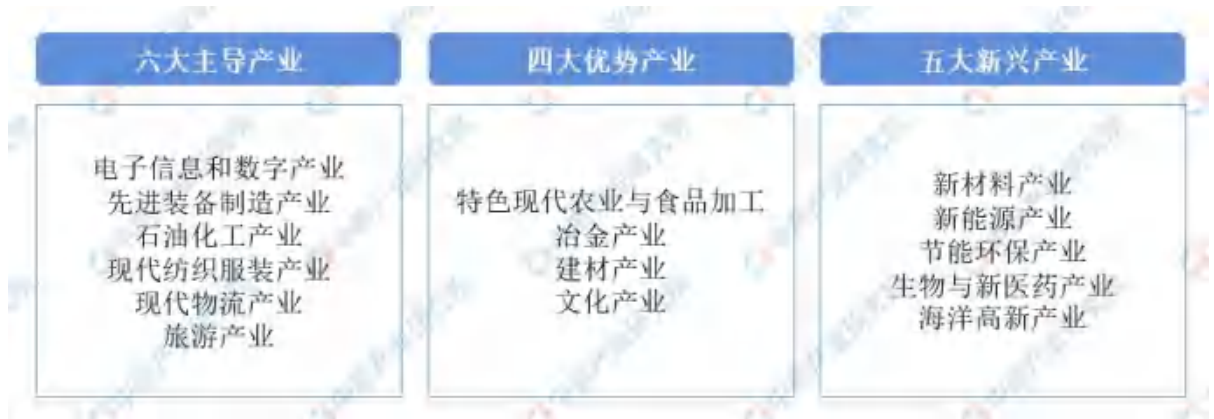 六大主导产业
电子信息和数字产业
先进装备制造产业
石油化工产业
现代纺织服装产业
现代物流产业
旅游产业
四大优势产业
特色现代农业与食品加工
冶金产业
建材产业
文化产业
五大新兴产业
新材料产业
新能源产业
节能环保产业
生物与新医药产业
海洋高新产业